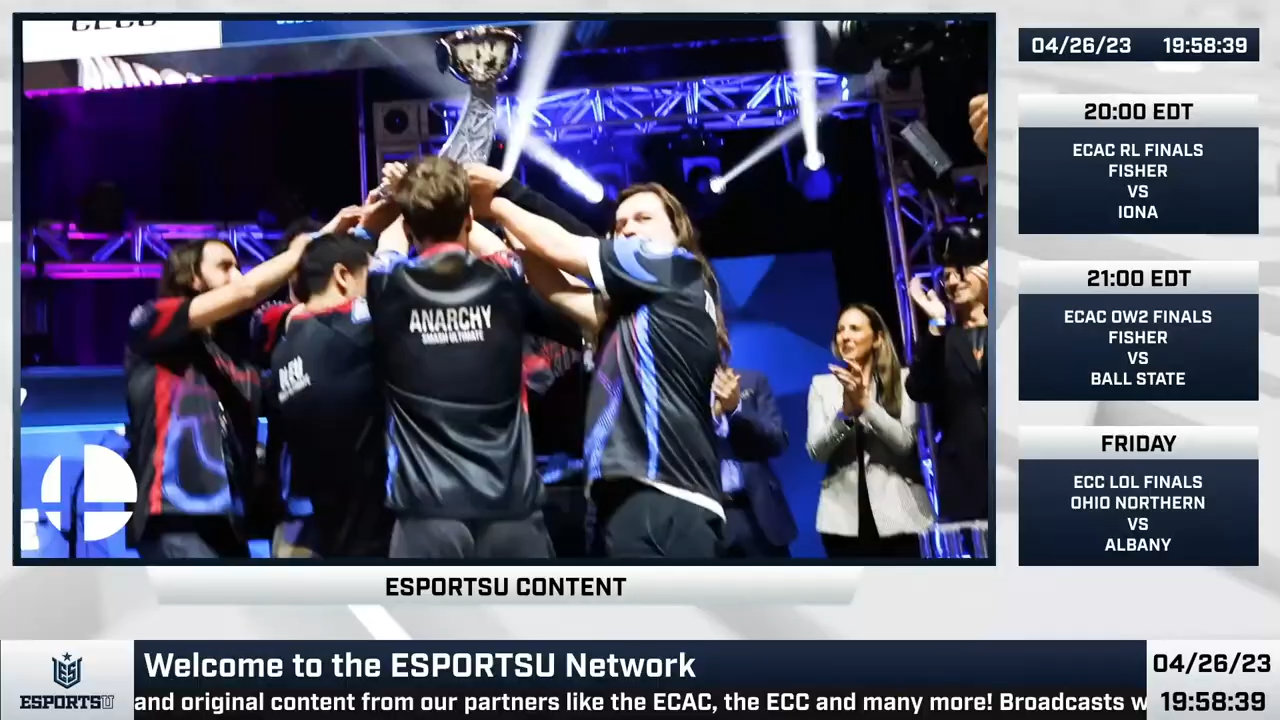 04/26/23 19:58:39
20:00 EDT
ECAC RL FINALS
FISHER
VS
IONA
21:00 EDT
ECAC OW2 FINALS
FISHER
VS
BALL STATE
FRIDAY
ECC LOL FINALS
OHIO NORTHERN
VS
ALBANY
ANARCHY
SMASH ULTIMATE
ESPORTSU CONTENT
ESPORTSU
Welcome to the ESPORTSU Network
and original content from our partners like the ECAC, the ECC and many more! Broadcasts w
04/26/23
19:58:39